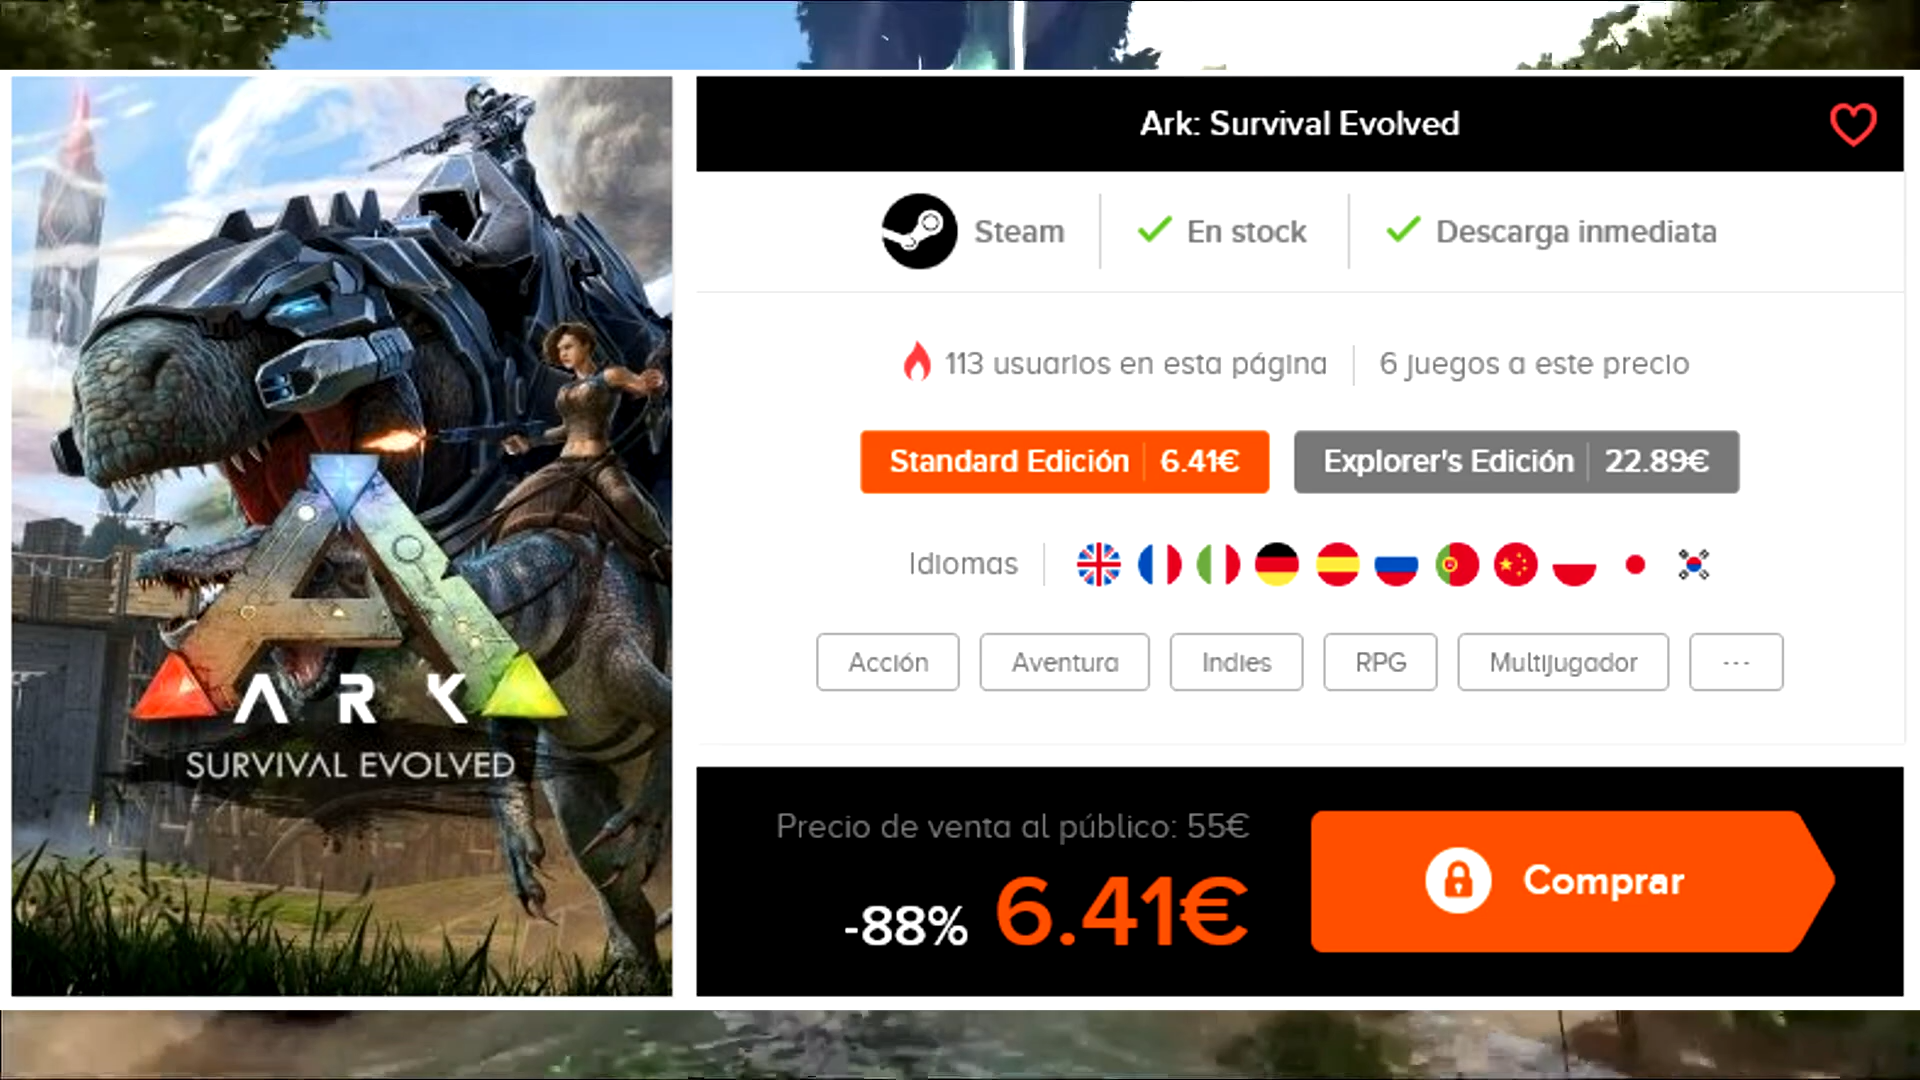 Ark: Survival Evolved
Steam
En stock
Descarga inmediata
113 usuarios en esta página
6 juegos a este precio
Standard Edición 6.41€
Explorer's Edición 22.89€
Idiomas
Acción
Aventura
Indies
RPG
Multijugador
...
ARK
SURVIVAL EVOLVED
Precio de venta al público: 55€
-88% 6.41€
Comprar